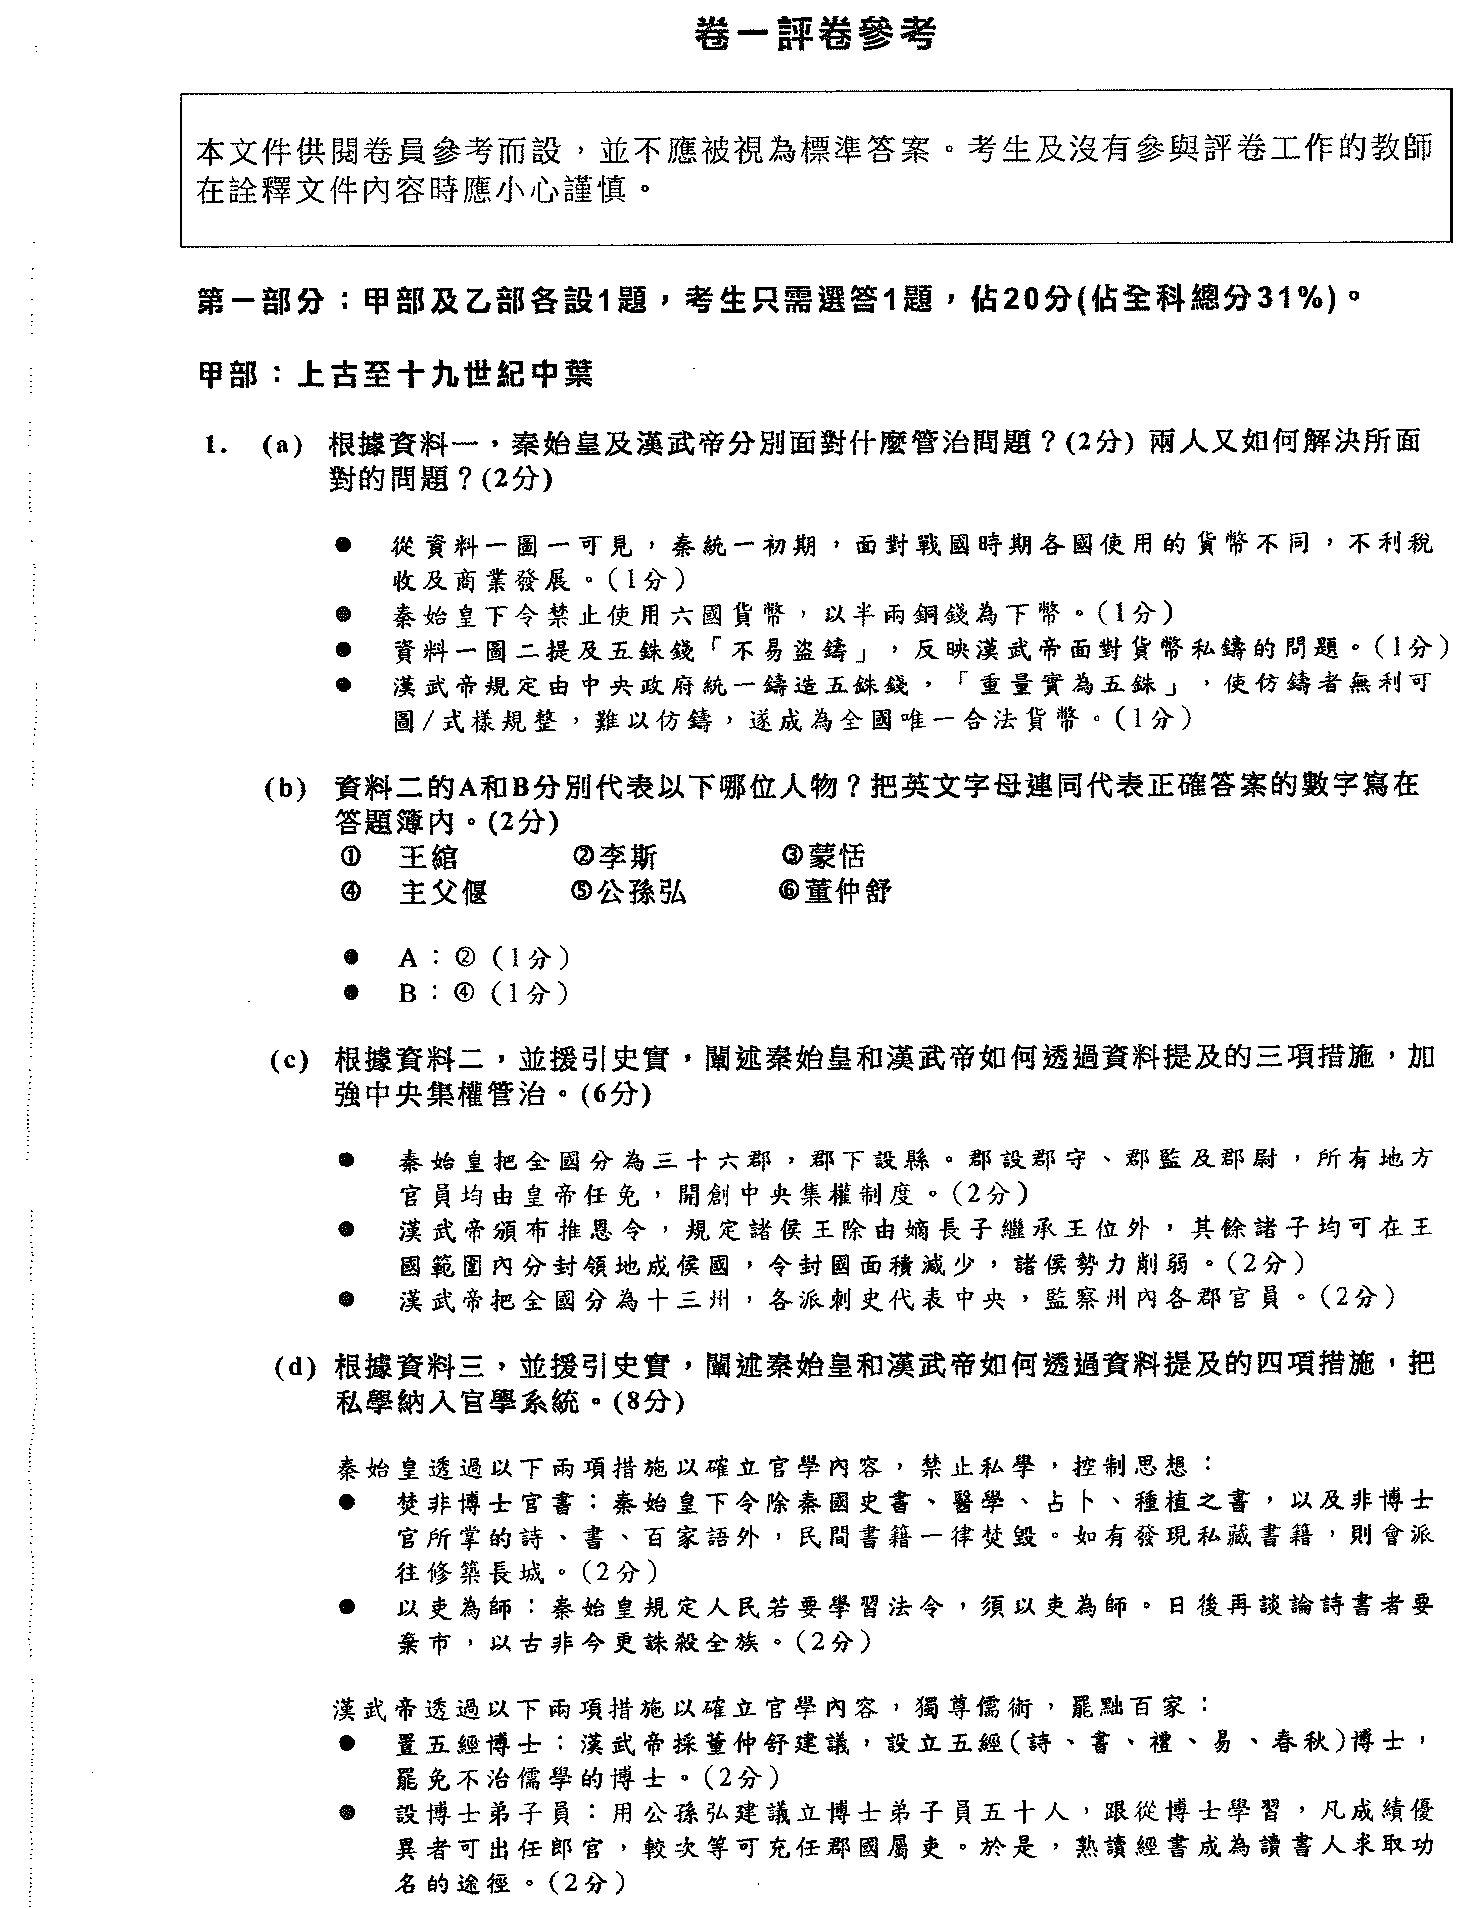 卷一評卷參考
本文件供閱卷員參考而設，並不應被視為標準答案。考生及沒有參與評卷工作的教師
在詮釋文件內容時應小心謹慎。
第一部分：甲部及乙部各設1題，考生只需選答1題，佔20分(佔全科總分31%)。
甲部：上古至十九世紀中葉
1. (a) 根據資料一，秦始皇及漢武帝分別面對什麼管治問題？(2分) 兩人又如何解決所面
對的問題？(2分)
● 從資料一圖一可見，秦統一初期，面對戰國時期各國使用的貨幣不同，不利稅
收及商業發展。(1分)
● 秦始皇下令禁止使用六國貨幣，以半兩銅錢為下幣。(1分)
● 資料一圖二提及五銖錢「不易盜鑄」，反映漢武帝面對貨幣私鑄的問題。(1分)
● 漢武帝規定由中央政府統一鑄造五銖錢，「重量實為五銖」，使仿鑄者無利可
圖/式樣規整，難以仿鑄，遂成為全國唯一合法貨幣。(1分)
(b) 資料二的A和B分別代表以下哪位人物？把英文字母連同代表正確答案的數字寫在
答題簿內。(2分)
① 王綰 ②李斯 ③蒙恬
④ 主父偃 ⑤公孫弘 ⑥董仲舒
● A：② (1分)
● B：④ (1分)
(c) 根據資料二，並援引史實，闡述秦始皇和漢武帝如何透過資料提及的三項措施，加
強中央集權管治。(6分)
● 秦始皇把全國分為三十六郡，郡下設縣。郡設郡守、郡監及郡尉，所有地方
官員均由皇帝任免，開創中央集權制度。(2分)
● 漢武帝頒布推恩令，規定諸侯王除由嫡長子繼承王位外，其餘諸子均可在王
國範圍內分封領地成侯國，令封國面積減少，諸侯勢力削弱。(2分)
● 漢武帝把全國分為十三州，各派刺史代表中央，監察州內各郡官員。(2分)
(d) 根據資料三，並援引史實，闡述秦始皇和漢武帝如何透過資料提及的四項措施，把
私學納入官學系統。(8分)
秦始皇透過以下兩項措施以確立官學內容，禁止私學，控制思想：
● 焚非博士官書：秦始皇下令除秦國史書、醫學、占卜、種植之書，以及非博士
官所掌的詩、書、百家語外，民間書籍一律焚毀。如有發現私藏書籍，則會派
往修築長城。(2分)
● 以吏為師：秦始皇規定人民若要學習法令，須以吏為師。日後再談論詩書者要
棄市，以古非今更誅殺全族。(2分)
漢武帝透過以下兩項措施以確立官學內容，獨尊儒術，罷黜百家：
● 置五經博士：漢武帝採董仲舒建議，設立五經(詩、書、禮、易、春秋)博士，
罷免不治儒學的博士。(2分)
● 設博士弟子員：用公孫弘建議立博士弟子員五十人，跟從博士學習，凡成績優
異者可出任郎官，較次等可充任郡國屬吏。於是，熟讀經書成為讀書人求取功
名的途徑。(2分)